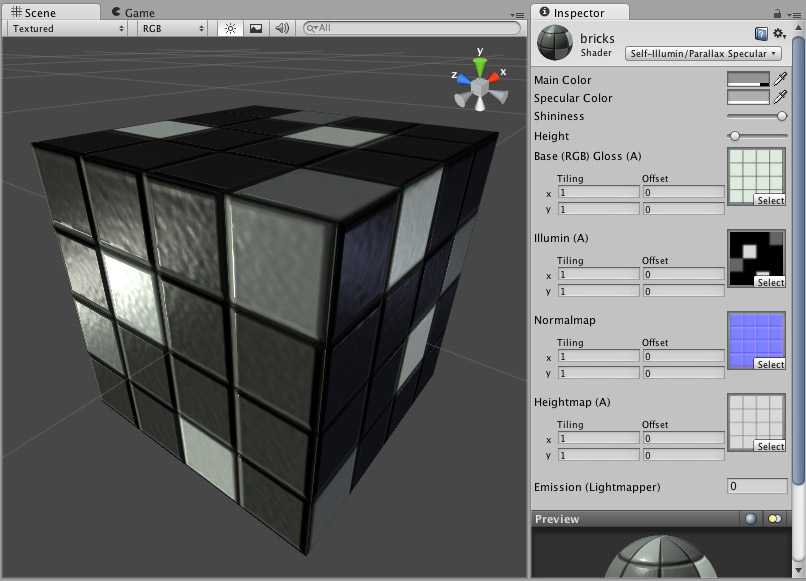 Scene
Game
Textured
RGB
All
y
z
x
Inspector
bricks
Shader
Self-Illumin/Parallax Specular
Main Color
Specular Color
Shininess
Height
Base (RGB) Gloss (A)
Tiling Offset
x 1 0
y 1 0
Select
Illumin (A)
Tiling Offset
x 1 0
y 1 0
Select
Normalmap
Tiling Offset
x 1 0
y 1 0
Select
Heightmap (A)
Tiling Offset
x 1 0
y 1 0
Select
Emission (Lightmapper) 0
Preview